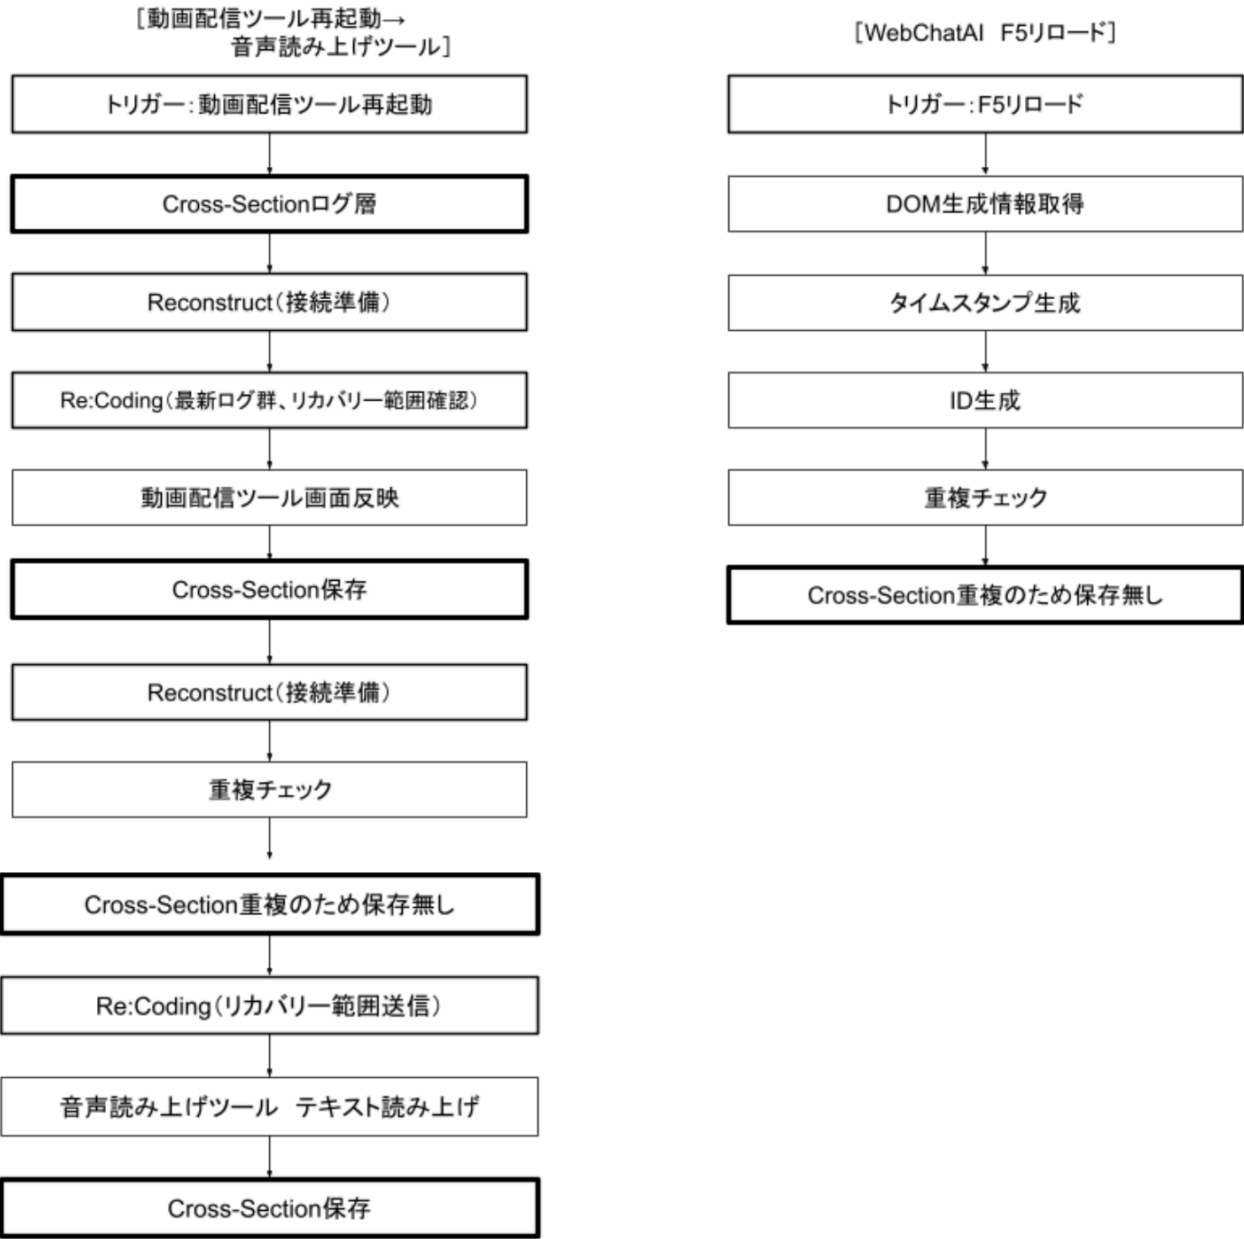 [動画配信ツール再起動→
音声読み上げツール]
トリガー：動画配信ツール再起動
Cross-Sectionログ層
Reconstruct（接続準備）
Re:Coding（最新ログ群、リカバリー範囲確認）
動画配信ツール画面反映
Cross-Section保存
Reconstruct（接続準備）
重複チェック
Cross-Section重複のため保存無し
Re:Coding（リカバリー範囲送信）
音声読み上げツール　テキスト読み上げ
Cross-Section保存
[WebChatAI　F5リロード]
トリガー：F5リロード
DOM生成情報取得
タイムスタンプ生成
ID生成
重複チェック
Cross-Section重複のため保存無し